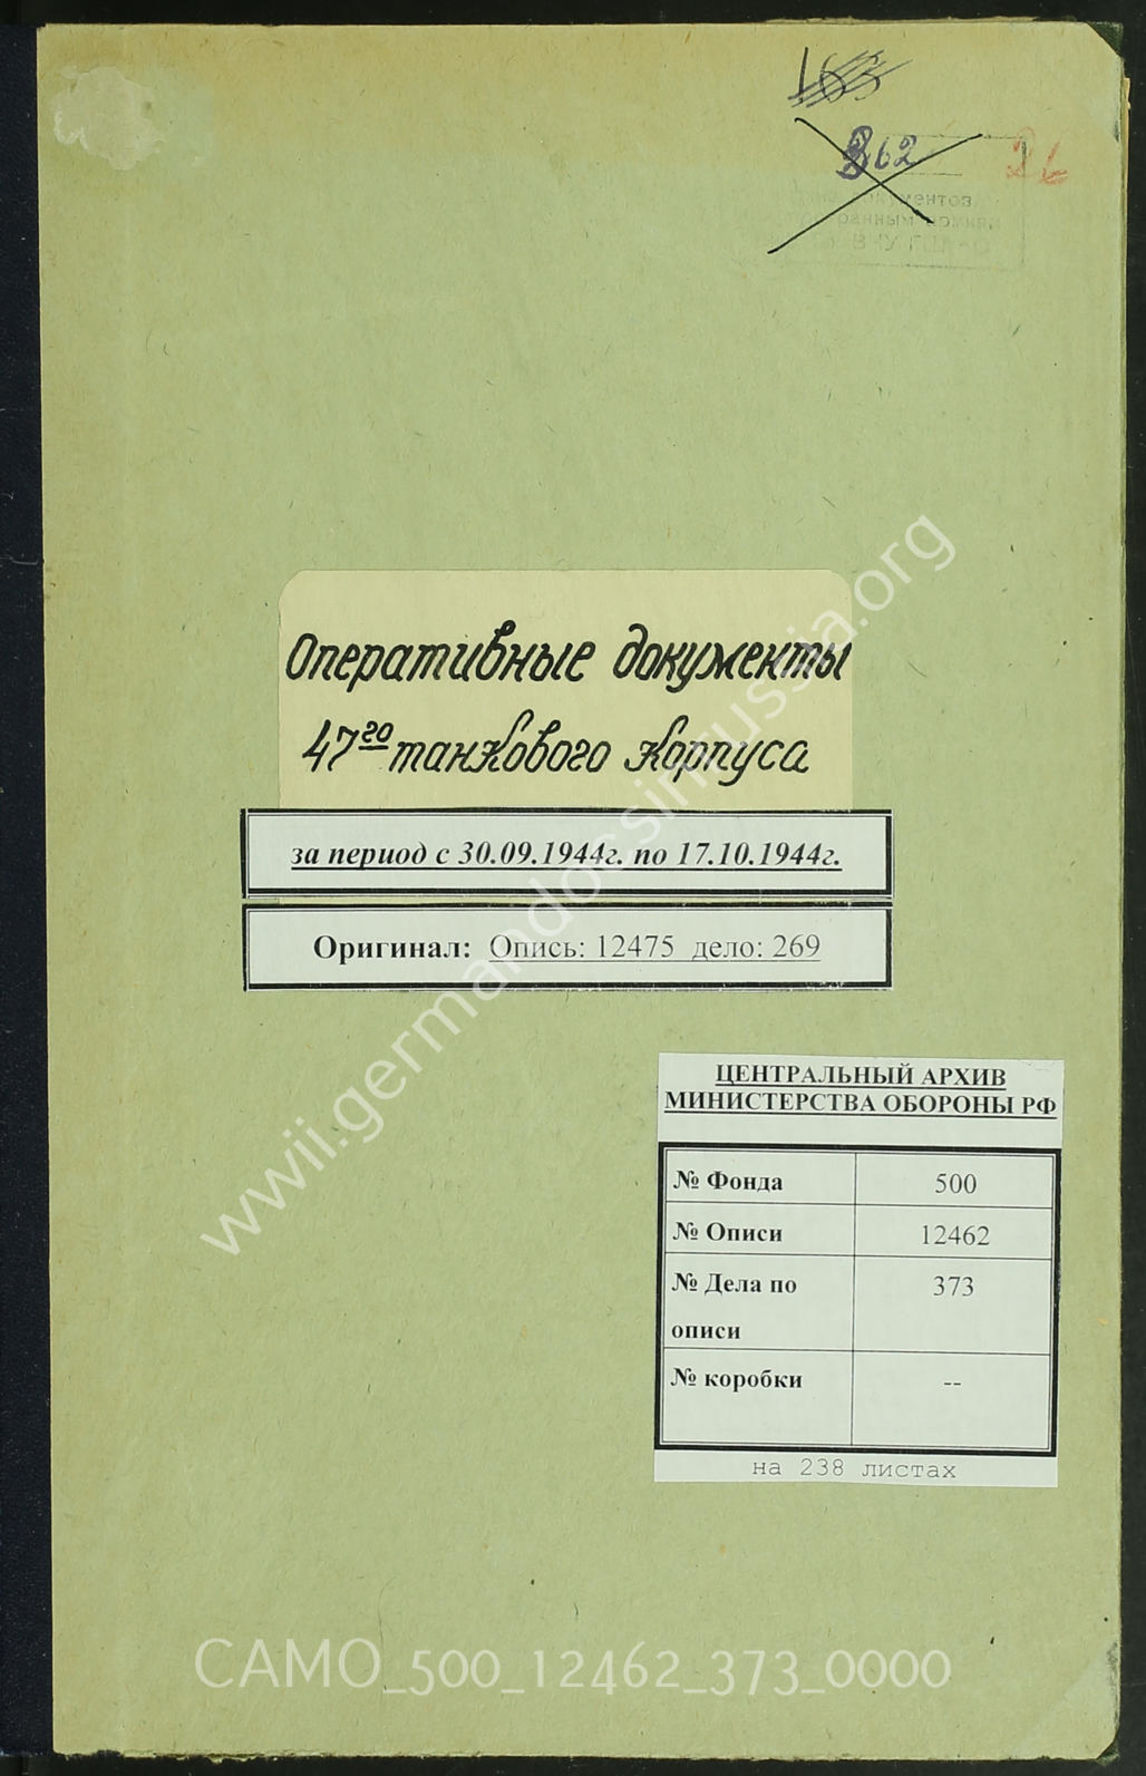 262
26
Оперативные документы
47го танкового корпуса
за период с 30.09.1944г. по 17.10.1944г.
Оригинал: Опись: 12475 дело: 269
ЦЕНТРАЛЬНЫЙ АРХИВ
МИНИСТЕРСТВА ОБОРОНЫ РФ
№ Фонда 500
№ Описи 12462
№ Дела по 373
описи
№ коробки --
на 238 листах
www.germandocsinrussia.org
CAMO_500_12462_373_0000